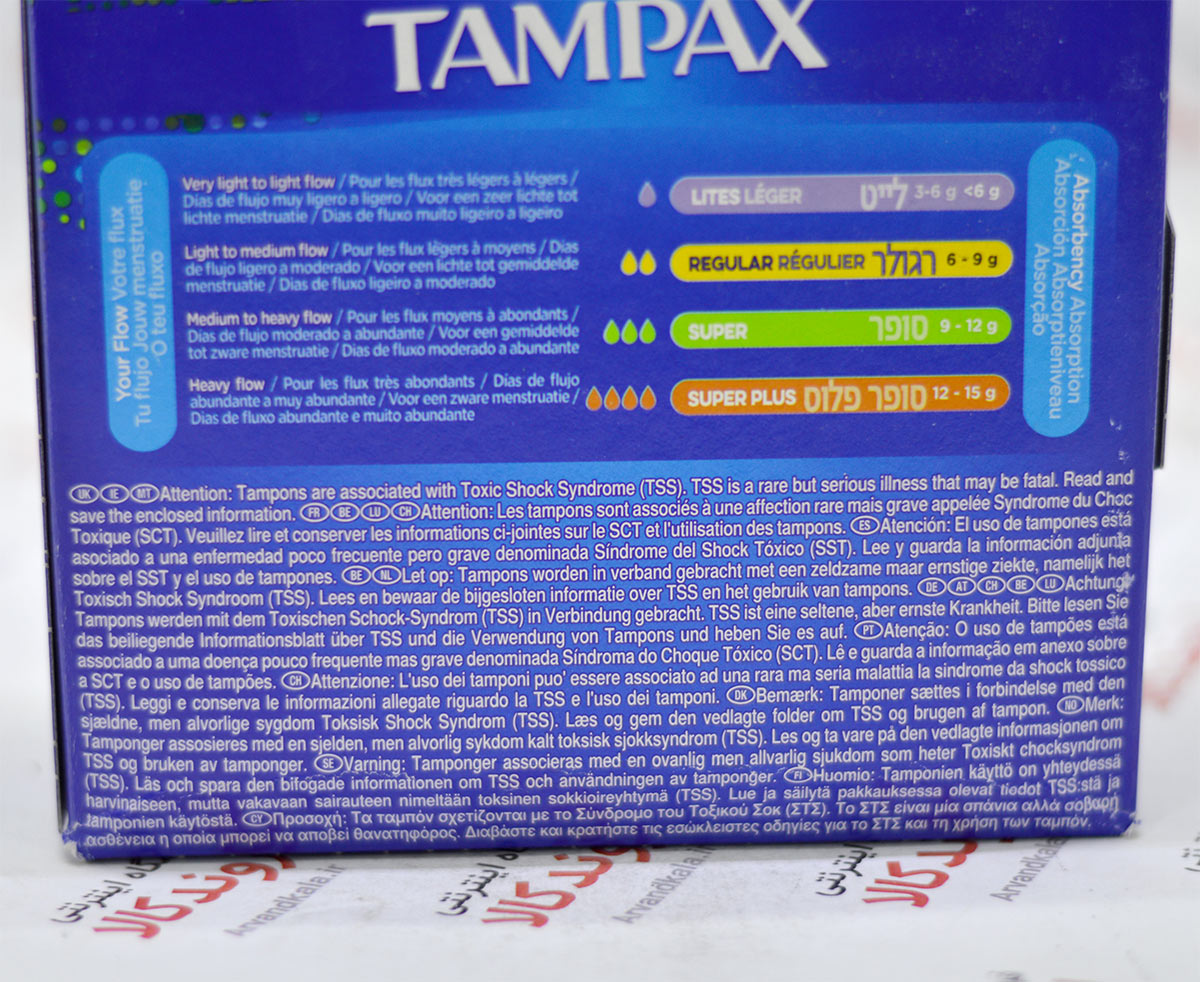 TAMPAX
Your Flow Votre flux
Tu flujo Jouw menstruatie
O teu fluxo
Very light to light flow / Pour les flux très légers à légers /
Dias de flujo muy ligero a ligero / Voor een zeer lichte tot
lichte menstruatie / Dias de fluxo muito ligeiro a ligeiro
LITES LÉGER לייט 3-6 g <6 g
Light to medium flow / Pour les flux légers à moyens / Dias
de flujo ligero a moderado / Voor een lichte tot gemiddelde
menstruatie / Dias de fluxo ligeiro a moderado
REGULAR RÉGULIER רגולר 6 - 9 g
Medium to heavy flow / Pour les flux moyens à abondants /
Dias de flujo moderado a abundante / Voor een gemiddelde
tot zware menstruatie / Dias de fluxo moderado a abundante
SUPER סופר 9 - 12 g
Heavy flow / Pour les flux très abondants / Dias de flujo
abundante a muy abundante / Voor een zware menstruatie /
Dias de fluxo abundante e muito abundante
SUPER PLUS סופר פלוס 12 - 15 g
Absorbency Absorption
Absorción Absorptieniveau
Absorção
UK IE MT Attention: Tampons are associated with Toxic Shock Syndrome (TSS). TSS is a rare but serious illness that may be fatal. Read and
save the enclosed information. FR BE LU CH Attention: Les tampons sont associés à une affection rare mais grave appelée Syndrome du Choc
Toxique (SCT). Veuillez lire et conserver les informations ci-jointes sur le SCT et l'utilisation des tampons. ES Atención: El uso de tampones está
asociado a una enfermedad poco frecuente pero grave denominada Síndrome del Shock Tóxico (SST). Lee y guarda la información adjunta
sobre el SST y el uso de tampones. BE NL Let op: Tampons worden in verband gebracht met een zeldzame maar ernstige ziekte, namelijk het
Toxisch Shock Syndroom (TSS). Lees en bewaar de bijgesloten informatie over TSS en het gebruik van tampons. DE AT CH BE LU Achtung:
Tampons werden mit dem Toxischen Schock-Syndrom (TSS) in Verbindung gebracht. TSS ist eine seltene, aber ernste Krankheit. Bitte lesen Sie
das beiliegende Informationsblatt über TSS und die Verwendung von Tampons und heben Sie es auf. PT Atenção: O uso de tampões está
associado a uma doença pouco frequente mas grave denominada Síndroma do Choque Tóxico (SCT). Lê e guarda a informação em anexo sobre
a SCT e o uso de tampões. CH Attenzione: L'uso dei tamponi puo' essere associato ad una rara ma seria malattia la sindrome da shock tossico
(TSS). Leggi e conserva le informazioni allegate riguardo la TSS e l'uso dei tamponi. DK Bemærk: Tamponer sættes i forbindelse med den
sjældne, men alvorlige sygdom Toksisk Shock Syndrom (TSS). Læs og gem den vedlagte folder om TSS og brugen af tampon. NO Merk:
Tamponger assosieres med en sjelden, men alvorlig sykdom kalt toksisk sjokksyndrom (TSS). Les og ta vare på den vedlagte informasjonen om
TSS og bruken av tamponger. SE Varning: Tamponger associeras med en ovanlig men allvarlig sjukdom som heter Toxiskt chocksyndrom
(TSS). Läs och spara den bifogade informationen om TSS och användningen av tamponger. FI Huomio: Tamponien käyttö on yhteydessä
harvinaiseen, mutta vakavaan sairauteen nimeltään toksinen sokkioireyhtymä (TSS). Lue ja säilytä pakkauksessa olevat tiedot TSS:stä ja
tamponien käytöstä. CY Προσοχή: Τα ταμπόν σχετίζονται με το Σύνδρομο του Τοξικού Σοκ (ΣΤΣ). Το ΣΤΣ είναι μία σπάνια αλλά σοβαρή
ασθένεια η οποία μπορεί να αποβεί θανατηφόρος. Διαβάστε και κρατήστε τις εσώκλειστες οδηγίες για το ΣΤΣ και τη χρήση των ταμπόν.
اینترنتی
وند کالا
Arvandkala.ir
اینترنتی
روند کالا
Arvandkala.ir
اینترنتی
وند کالا
Arvandkala